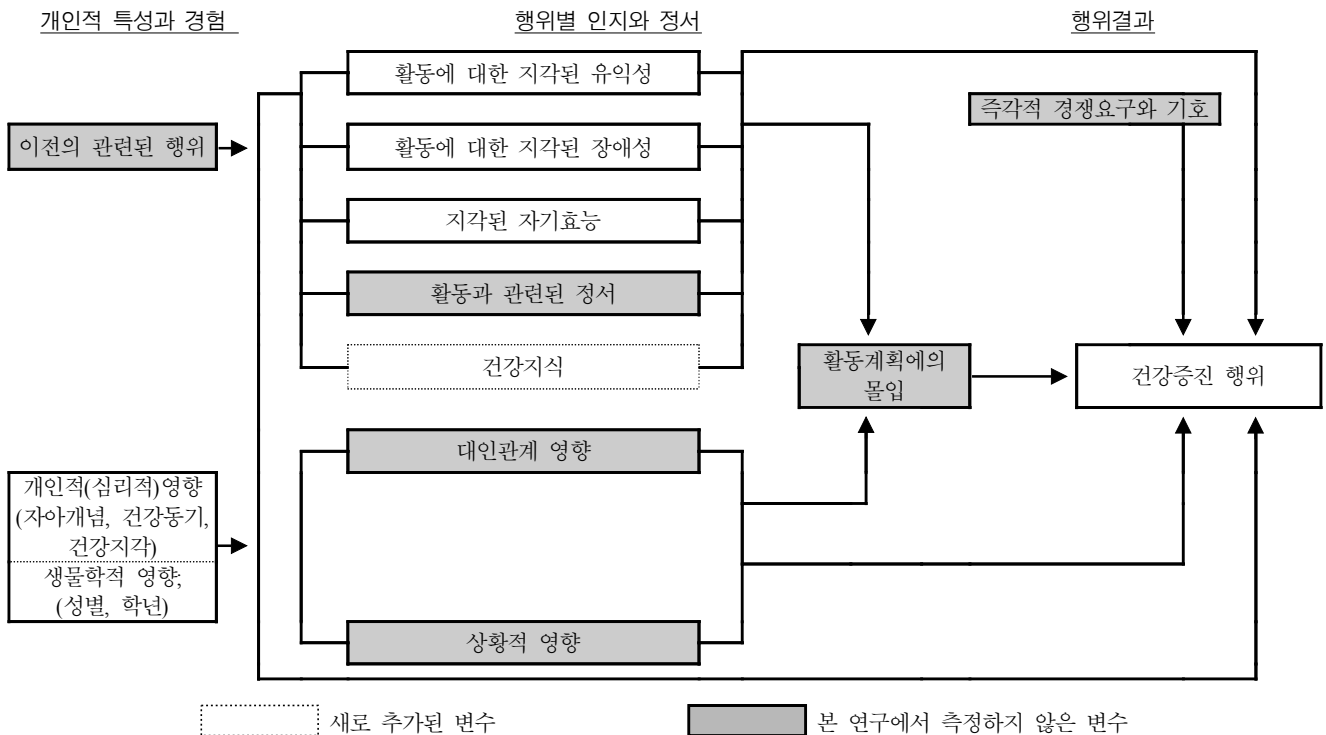 개인적 특성과 경험
행위별 인지와 정서
행위결과
활동에 대한 지각된 유익성
즉각적 경쟁요구와 기호
이전의 관련된 행위
활동에 대한 지각된 장애성
지각된 자기효능
활동과 관련된 정서
건강지식
활동계획에의
몰입
건강증진 행위
대인관계 영향
개인적(심리적)영향
(자아개념, 건강동기,
건강지각)
생물학적 영향;
(성별, 학년)
상황적 영향
새로 추가된 변수
본 연구에서 측정하지 않은 변수